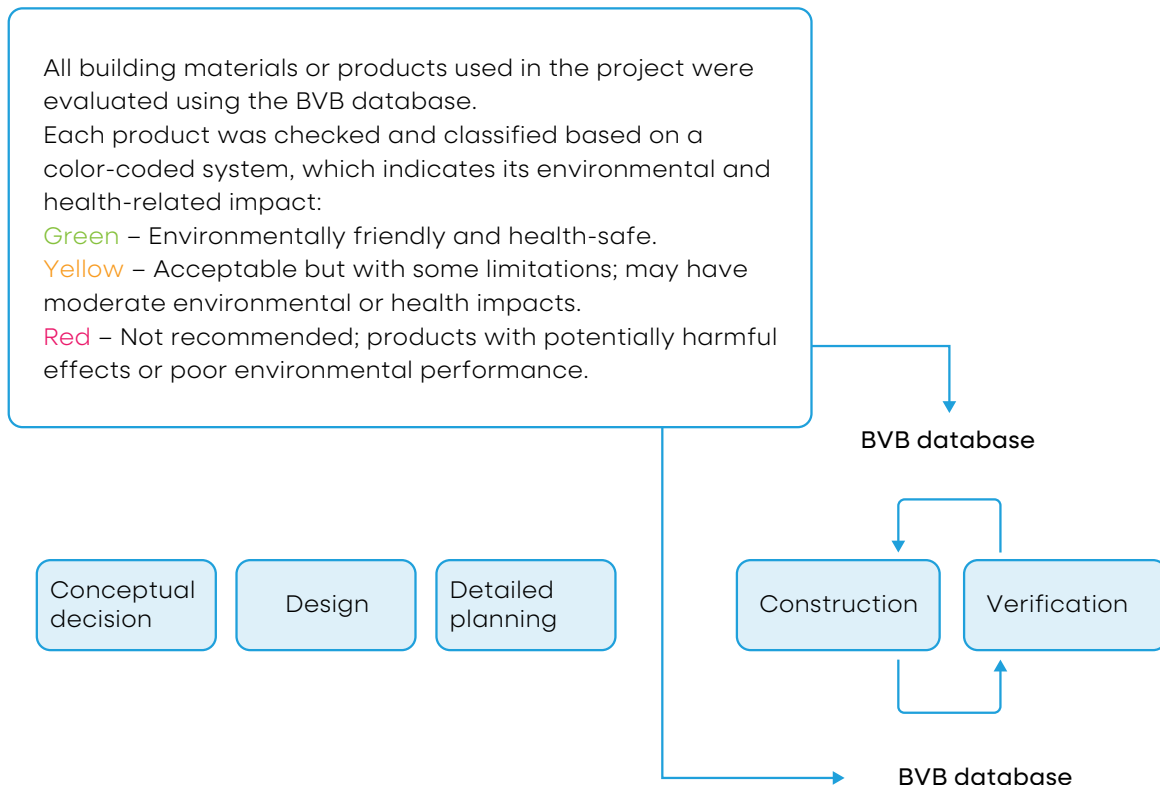 All building materials or products used in the project were
evaluated using the BVB database.
Each product was checked and classified based on a
color-coded system, which indicates its environmental and
health-related impact:
Green – Environmentally friendly and health-safe.
Yellow – Acceptable but with some limitations; may have
moderate environmental or health impacts.
Red – Not recommended; products with potentially harmful
effects or poor environmental performance.
BVB database
Conceptual
decision
Design
Detailed
planning
Construction
Verification
BVB database